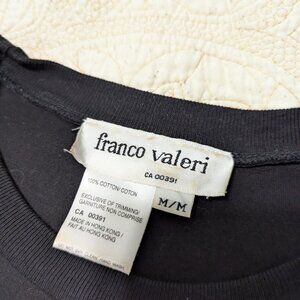 franco valeri
CA 00391
M/M
100% COTTON/COTON
EXCLUSIVE OF TRIMMING/
GARNITURE NON COMPRISE
CA 00391
MADE IN HONG KONG/
FAIT AU HONG KONG